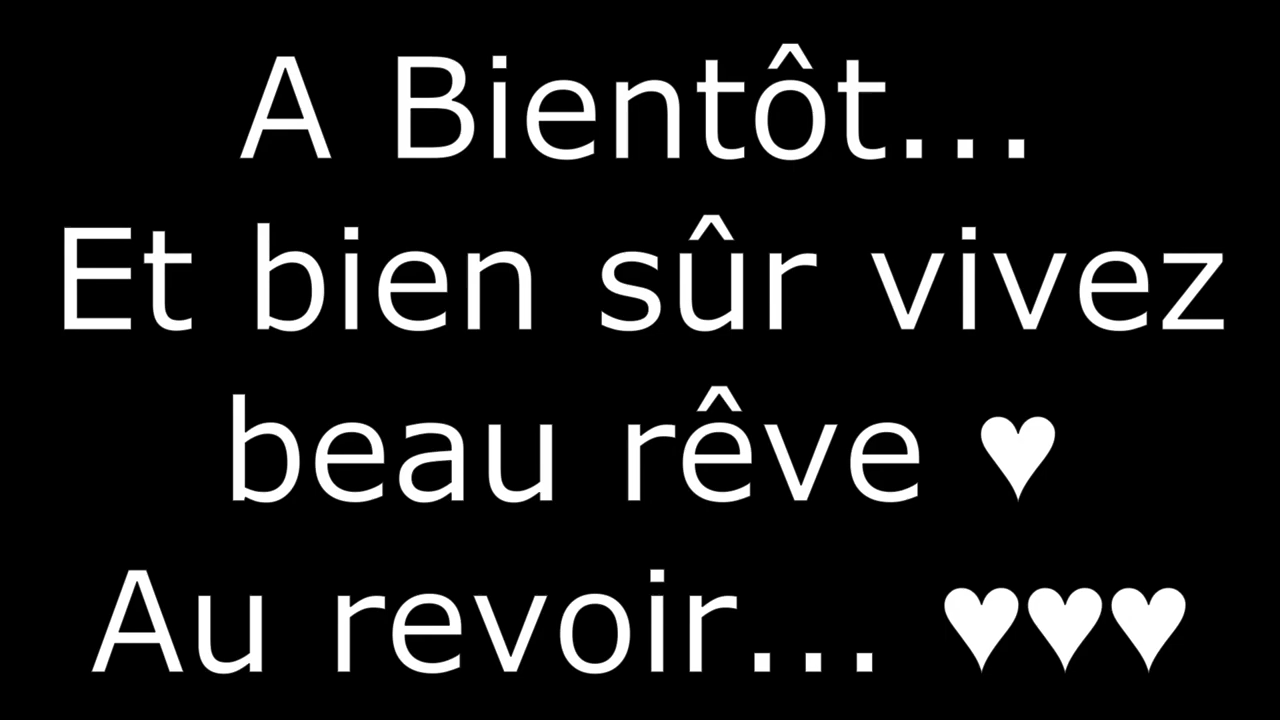 A Bientôt...
Et bien sûr vivez
beau rêve ♥
Au revoir... ♥♥♥